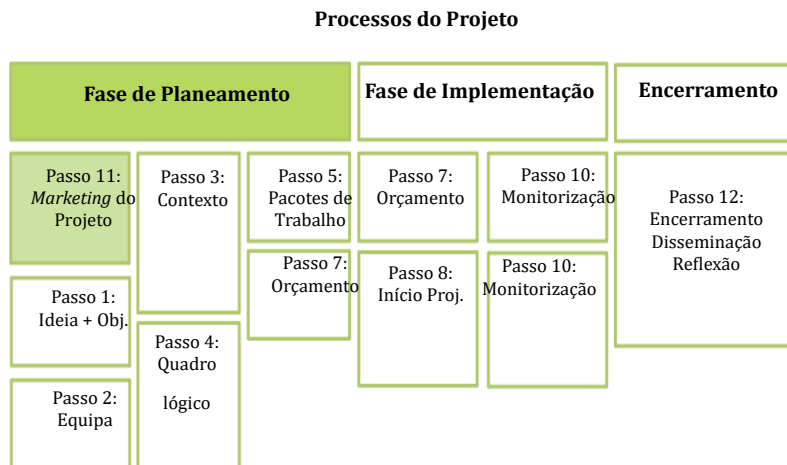 Processos do Projeto
Fase de Planeamento
Fase de Implementação
Encerramento
Passo 11:
Marketing do
Projeto
Passo 1:
Ideia + Obj.
Passo 2:
Equipa
Passo 3:
Contexto
Passo 4:
Quadro
lógico
Passo 5:
Pacotes de
Trabalho
Passo 7:
Orçamento
Passo 7:
Orçamento
Passo 8:
Início Proj.
Passo 10:
Monitorização
Passo 10:
Monitorização
Passo 12:
Encerramento
Disseminação
Reflexão